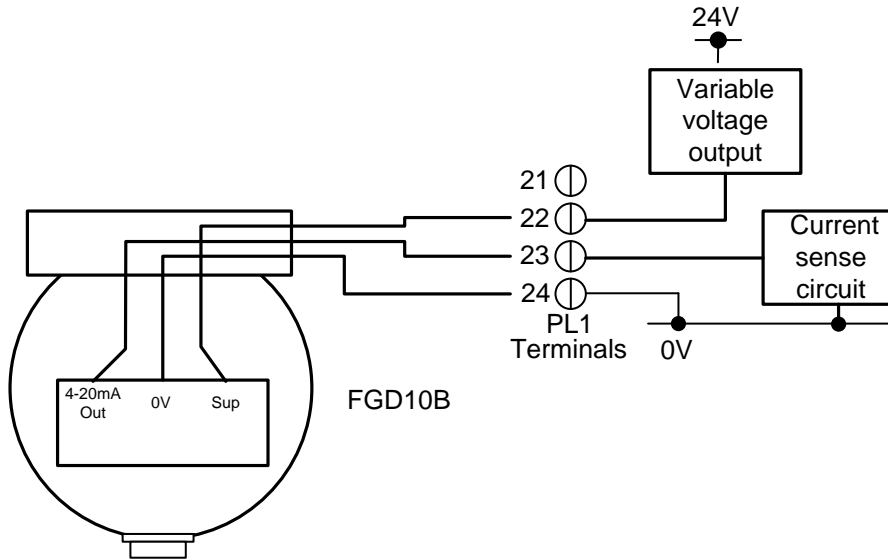 24V
Variable
voltage
output
21
22
23
24
PL1
Terminals
0V
Current
sense
circuit
4-20mA
Out
0V
Sup
FGD10B